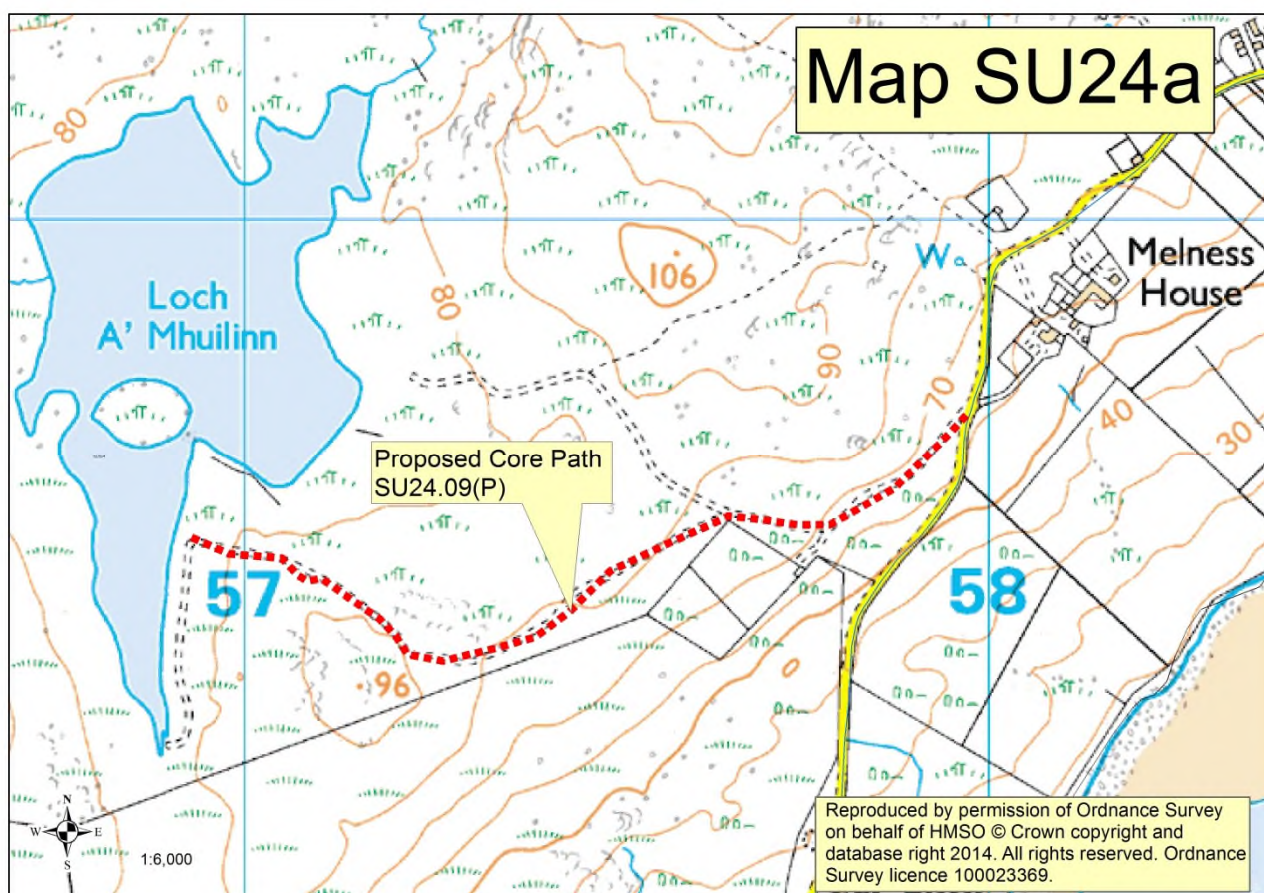 Map SU24a
80
0
Loch
A' Mhuilinn
80
106
W
Melness
House
90
70
40
30
Proposed Core Path
SU24.09(P)
57
58
96
0
N
W
E
S
1:6,000
Reproduced by permission of Ordnance Survey
on behalf of HMSO © Crown copyright and
database right 2014. All rights reserved. Ordnance
Survey licence 100023369.